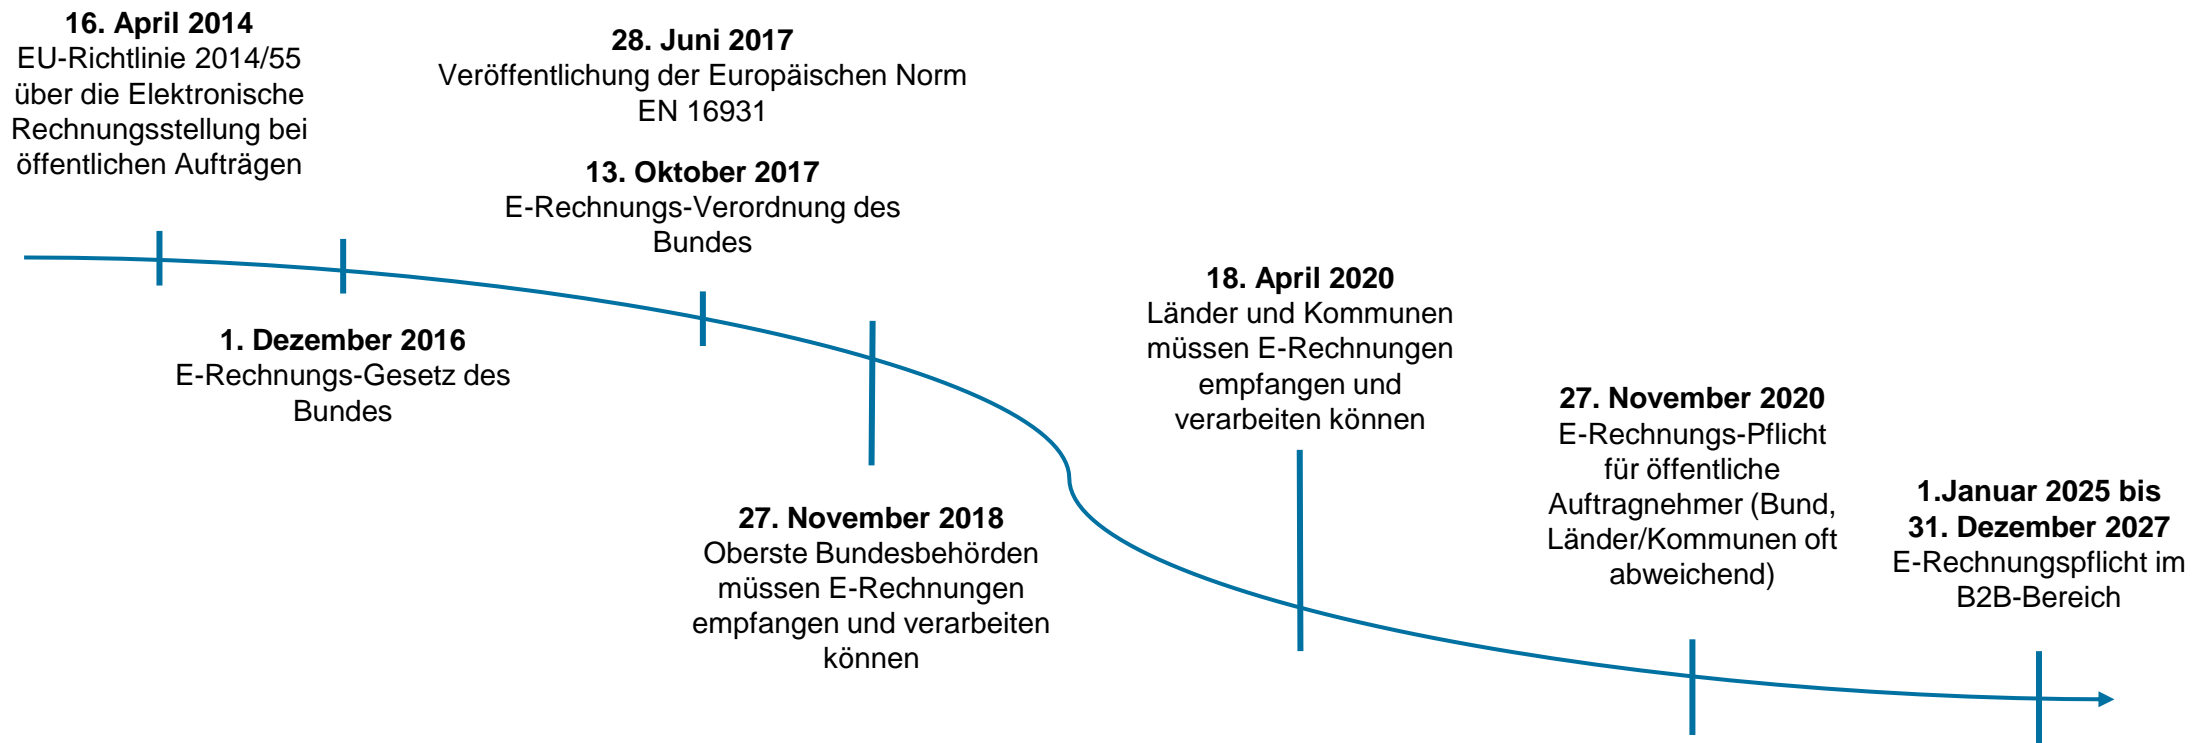 16. April 2014
EU-Richtlinie 2014/55
über die Elektronische
Rechnungsstellung bei
öffentlichen Aufträgen
1. Dezember 2016
E-Rechnungs-Gesetz des
Bundes
28. Juni 2017
Veröffentlichung der Europäischen Norm
EN 16931
13. Oktober 2017
E-Rechnungs-Verordnung des
Bundes
27. November 2018
Oberste Bundesbehörden
müssen E-Rechnungen
empfangen und verarbeiten
können
18. April 2020
Länder und Kommunen
müssen E-Rechnungen
empfangen und
verarbeiten können
27. November 2020
E-Rechnungs-Pflicht
für öffentliche
Auftragnehmer (Bund,
Länder/Kommunen oft
abweichend)
1.Januar 2025 bis
31. Dezember 2027
E-Rechnungspflicht im
B2B-Bereich